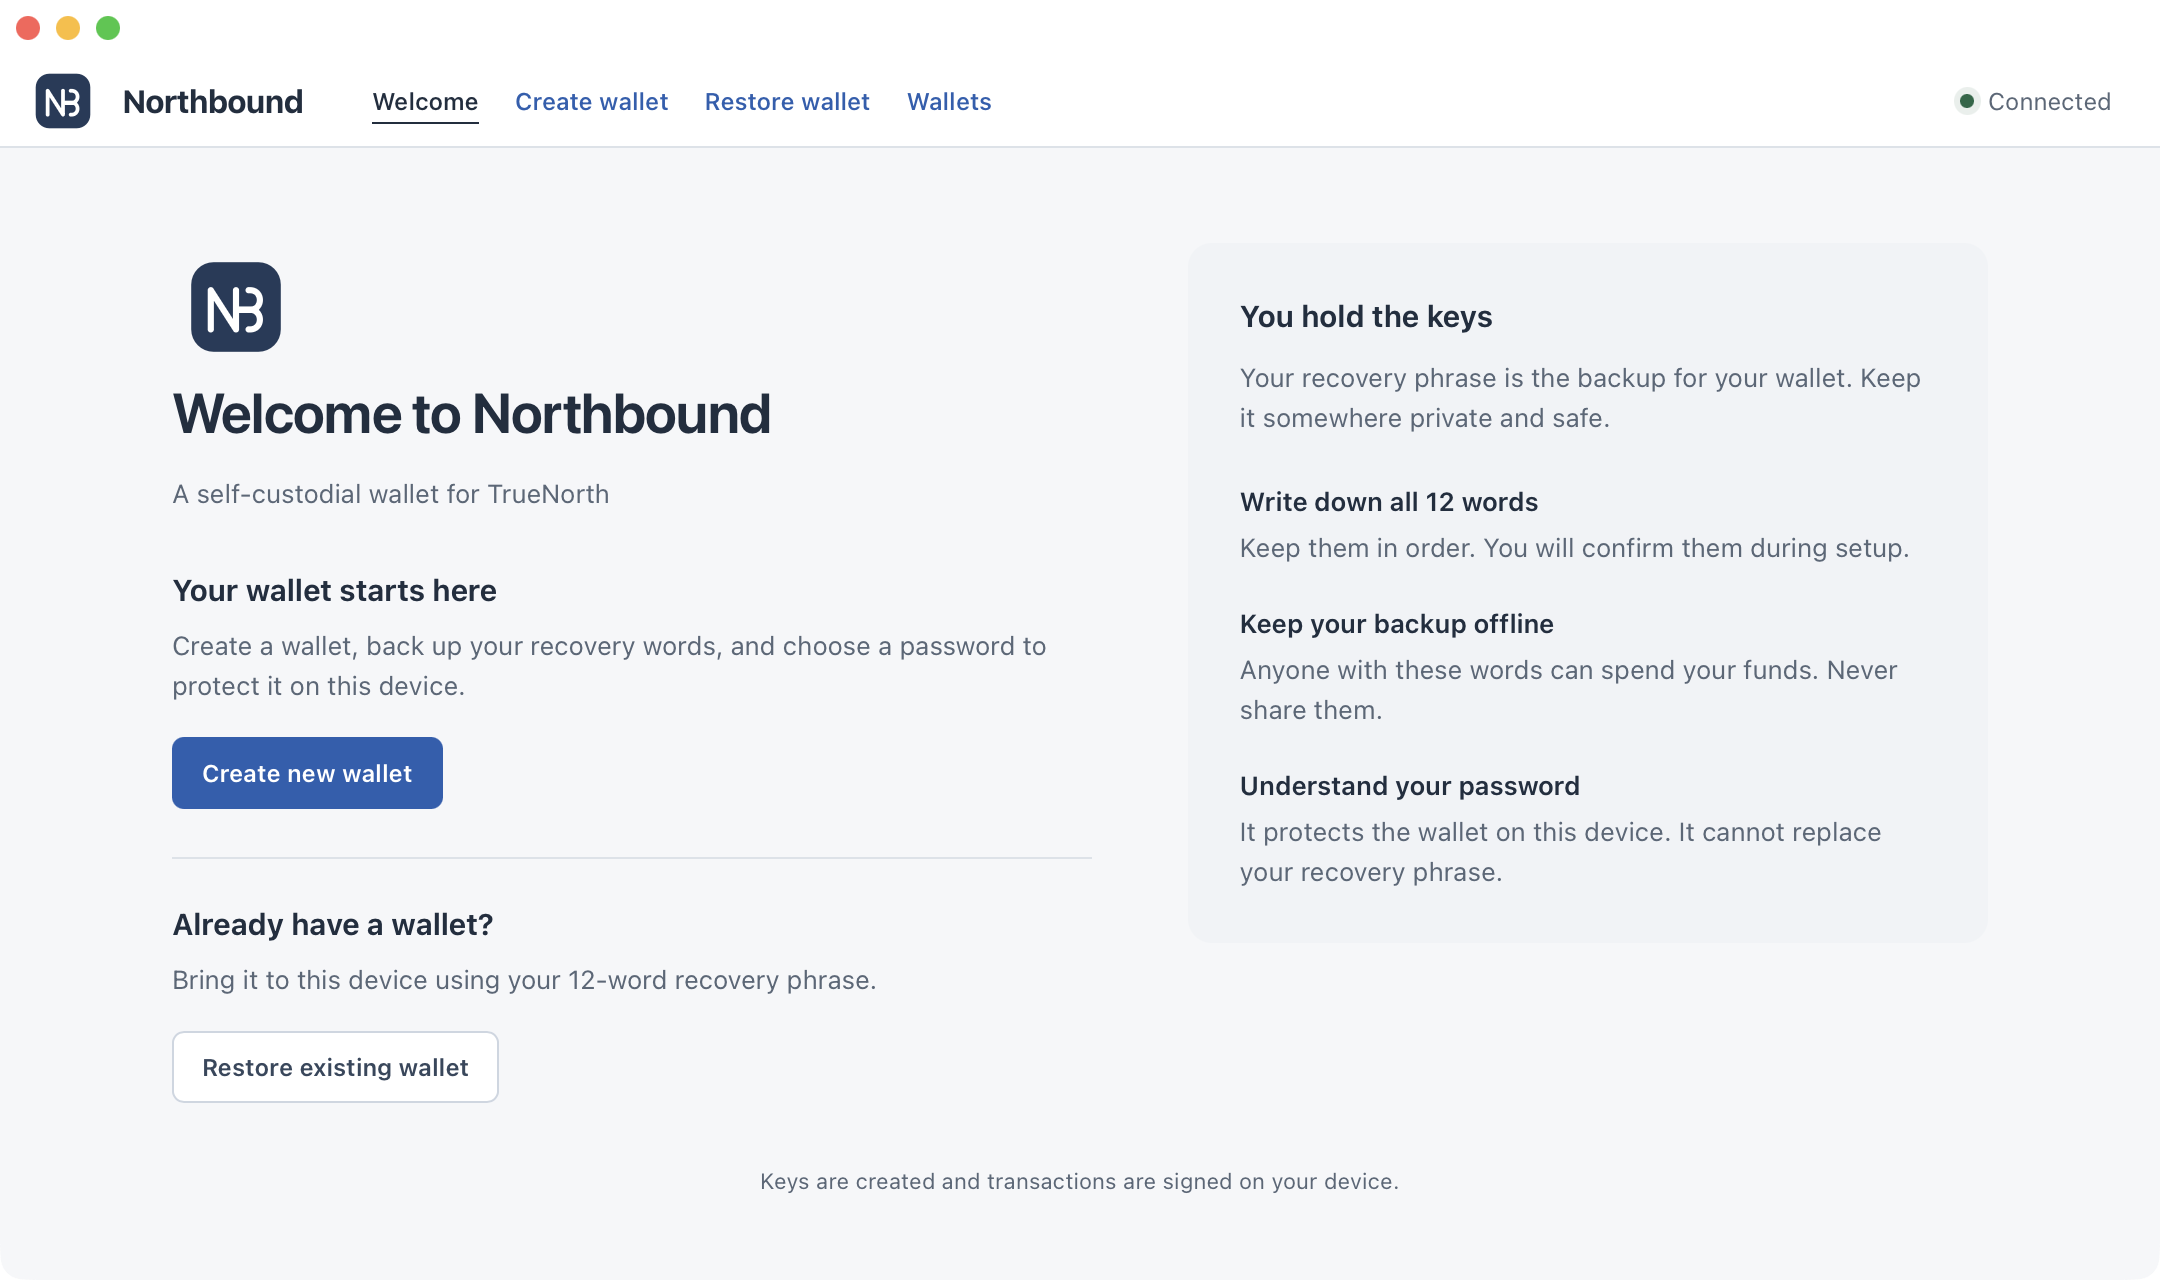 NB Northbound Welcome Create wallet Restore wallet Wallets Connected
NB
Welcome to Northbound
A self-custodial wallet for TrueNorth
Your wallet starts here
Create a wallet, back up your recovery words, and choose a password to
protect it on this device.
Create new wallet
Already have a wallet?
Bring it to this device using your 12-word recovery phrase.
Restore existing wallet
You hold the keys
Your recovery phrase is the backup for your wallet. Keep
it somewhere private and safe.
Write down all 12 words
Keep them in order. You will confirm them during setup.
Keep your backup offline
Anyone with these words can spend your funds. Never
share them.
Understand your password
It protects the wallet on this device. It cannot replace
your recovery phrase.
Keys are created and transactions are signed on your device.